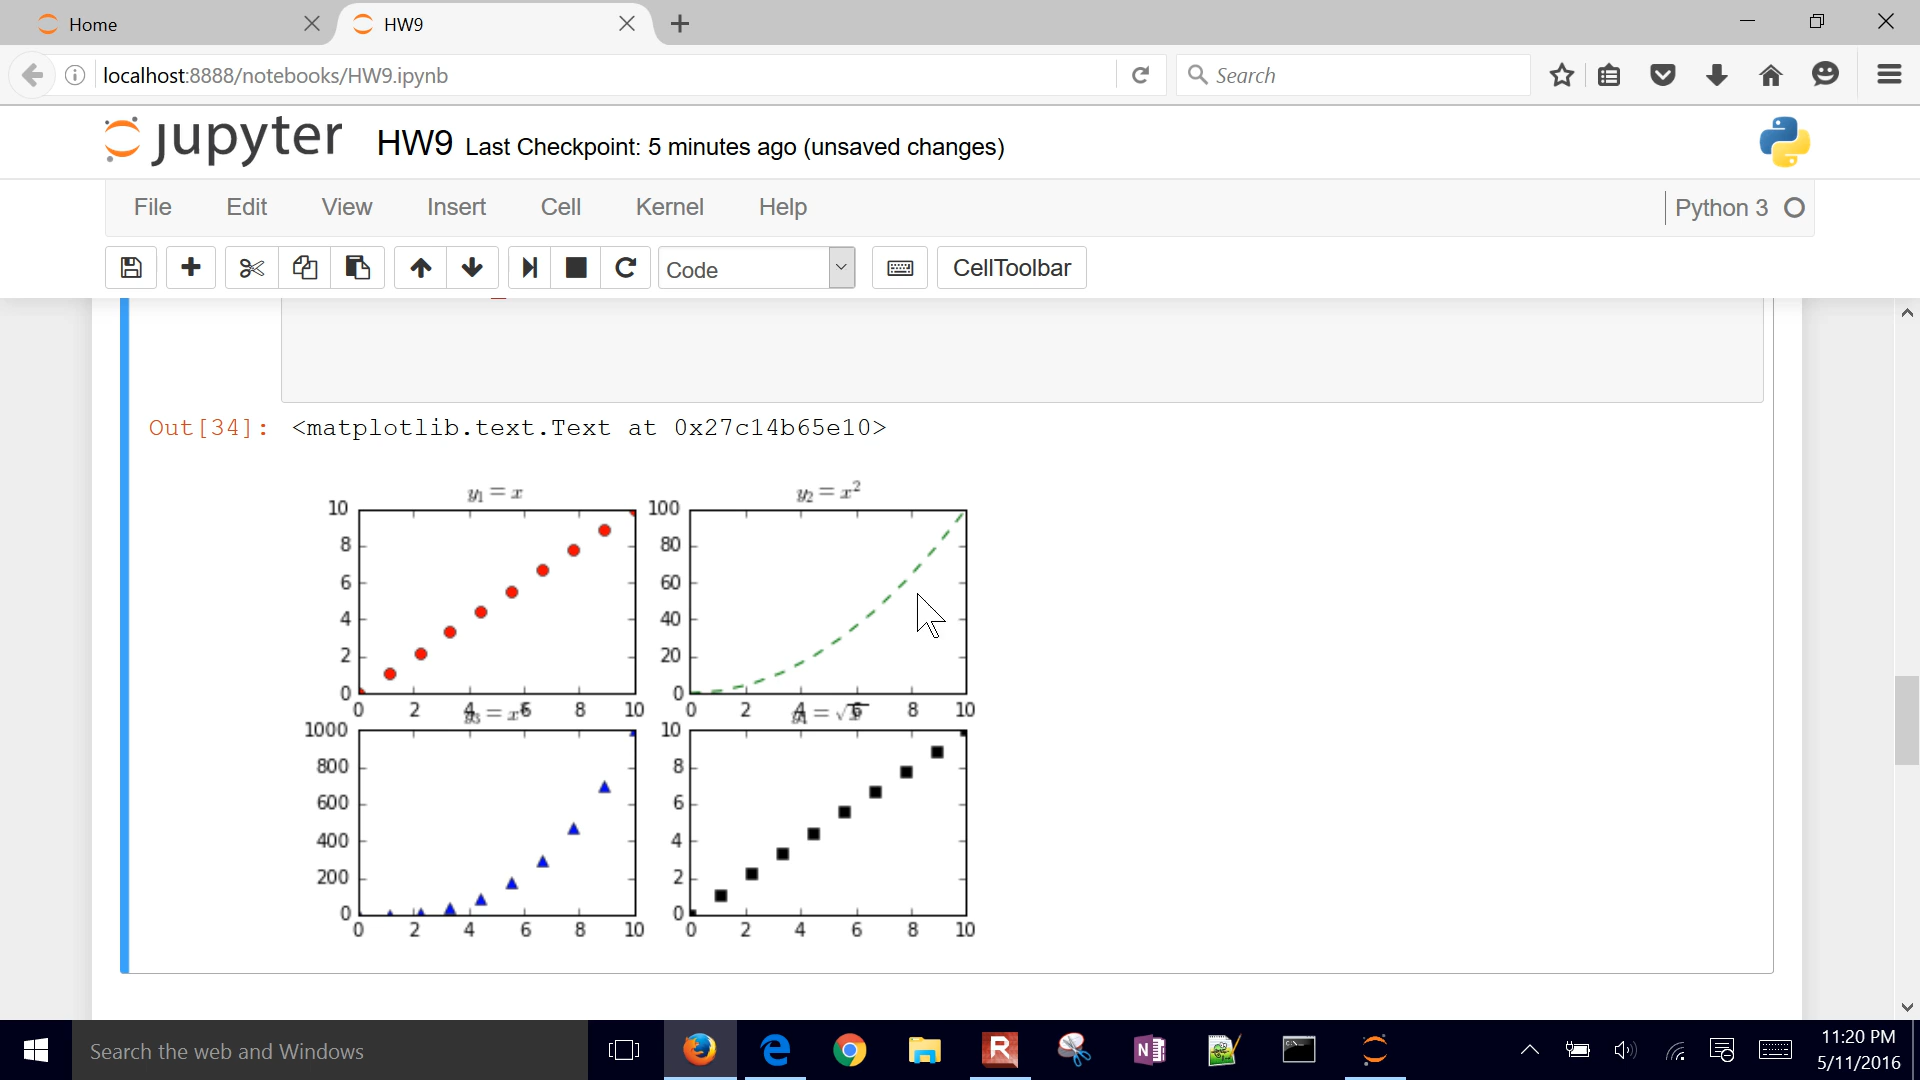 Home
HW9
localhost:8888/notebooks/HW9.ipynb
Search
jupyter
HW9 Last Checkpoint: 5 minutes ago (unsaved changes)
File Edit View Insert Cell Kernel Help
Python 3
Code
CellToolbar
Out[34]: <matplotlib.text.Text at 0x27c14b65e10>
y₁ = x
10
8
6
4
2
0
0 2 4 6 8 10
y₂ = x²
100
80
60
40
20
0
0 2 4 6 8 10
1000
800
600
400
200
0
0 2 4 6 8 10
y₄ = √x
10
8
6
4
2
0
0 2 4 6 8 10
Search the web and Windows
11:20 PM
5/11/2016